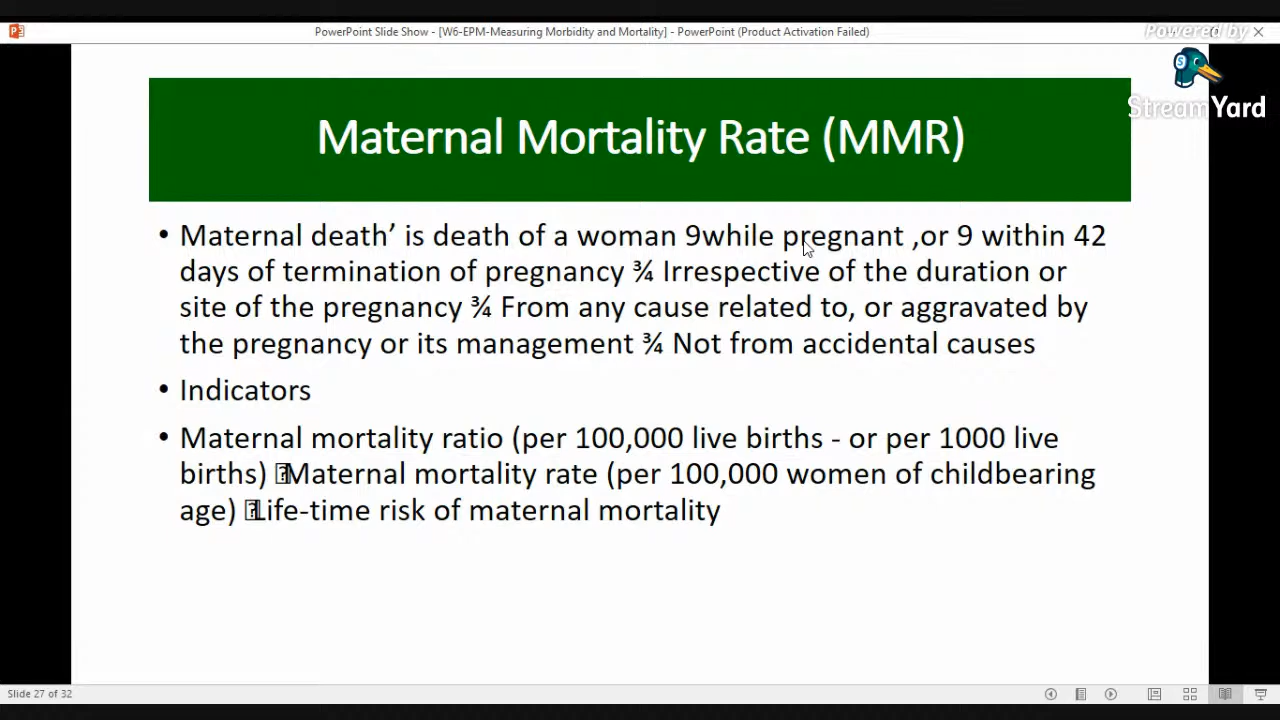 PowerPoint Slide Show - [W6-EPM-Measuring Morbidity and Mortality] - PowerPoint (Product Activation Failed)
Powered by
StreamYard
Maternal Mortality Rate (MMR)
• Maternal death’ is death of a woman 9while pregnant ,or 9 within 42
days of termination of pregnancy ¾ Irrespective of the duration or
site of the pregnancy ¾ From any cause related to, or aggravated by
the pregnancy or its management ¾ Not from accidental causes
• Indicators
• Maternal mortality ratio (per 100,000 live births - or per 1000 live
births) Maternal mortality rate (per 100,000 women of childbearing
age) Life-time risk of maternal mortality
Slide 27 of 32